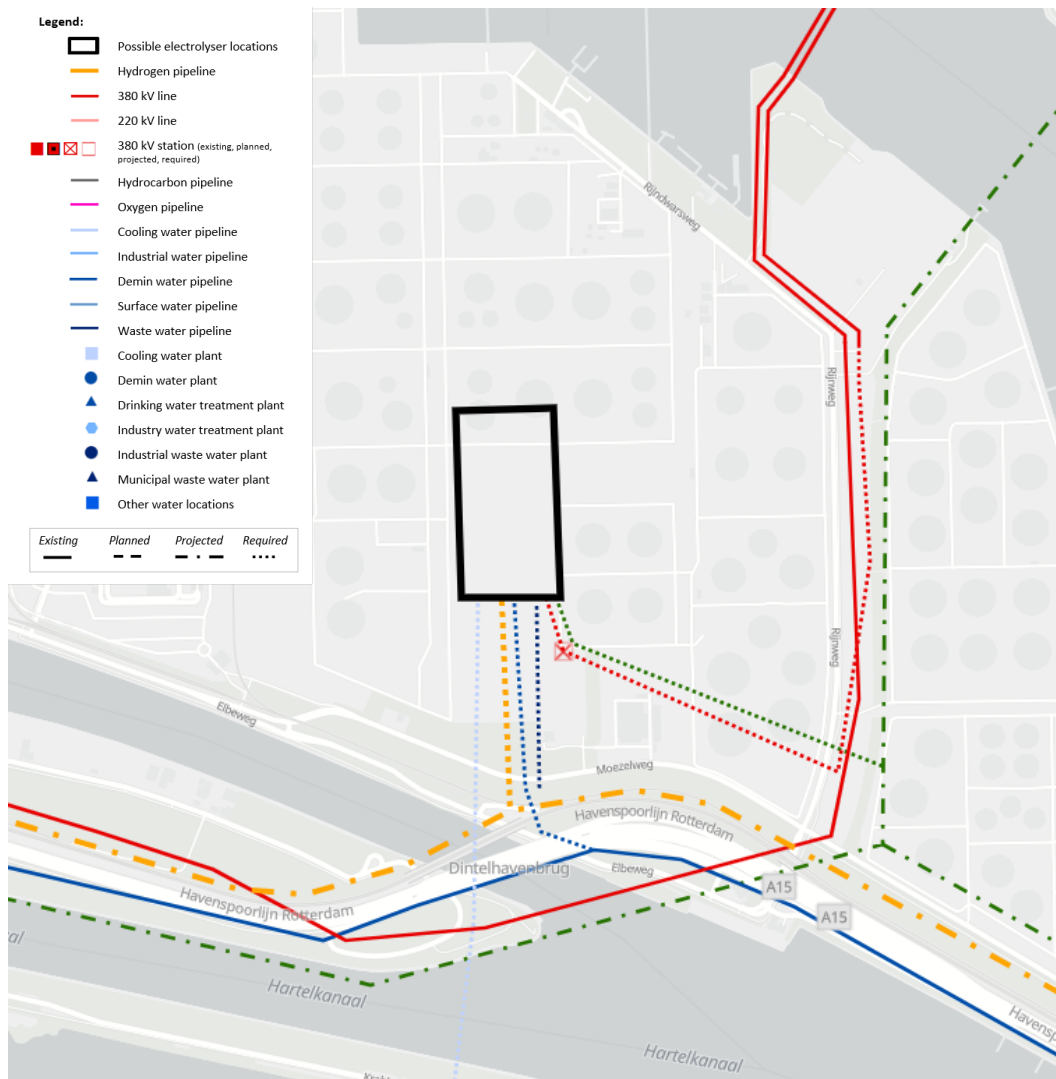 Legend:
Possible electrolyser locations
Hydrogen pipeline
380 kV line
220 kV line
380 kV station (existing, planned,
projected, required)
Hydrocarbon pipeline
Oxygen pipeline
Cooling water pipeline
Industrial water pipeline
Demin water pipeline
Surface water pipeline
Waste water pipeline
Cooling water plant
Demin water plant
Drinking water treatment plant
Industry water treatment plant
Industrial waste water plant
Municipal waste water plant
Other water locations
Existing Planned Projected Required
Rijndwarsweg
Rijnweg
Rijnweg
Elbeweg
Moezelweg
Havenspoorlijn Rotterdam
Dintelhavenbrug
Elbeweg
A15
Havenspoorlijn Rotterdam
A15
Hartelkanaal
Hartelkanaal